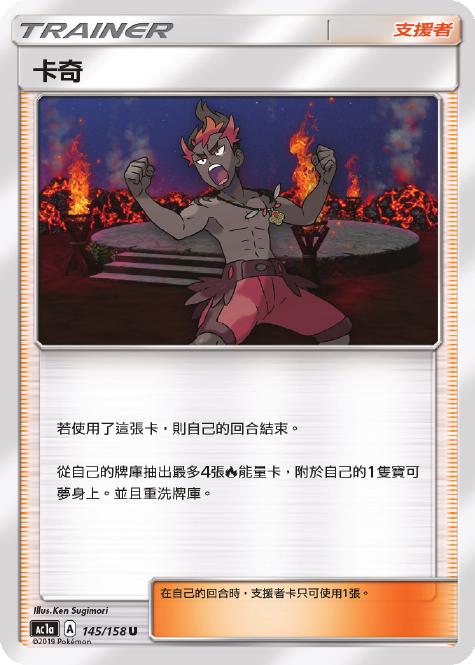 TRAINER 支援者
卡奇
若使用了這張卡，則自己的回合結束。
從自己的牌庫抽出最多4張🔥能量卡，附於自己的1隻寶可
夢身上。並且重洗牌庫。
在自己的回合時，支援者卡只可使用1張。
Illus.Ken Sugimori
AC1a A 145/158 U
©2019 Pokémon